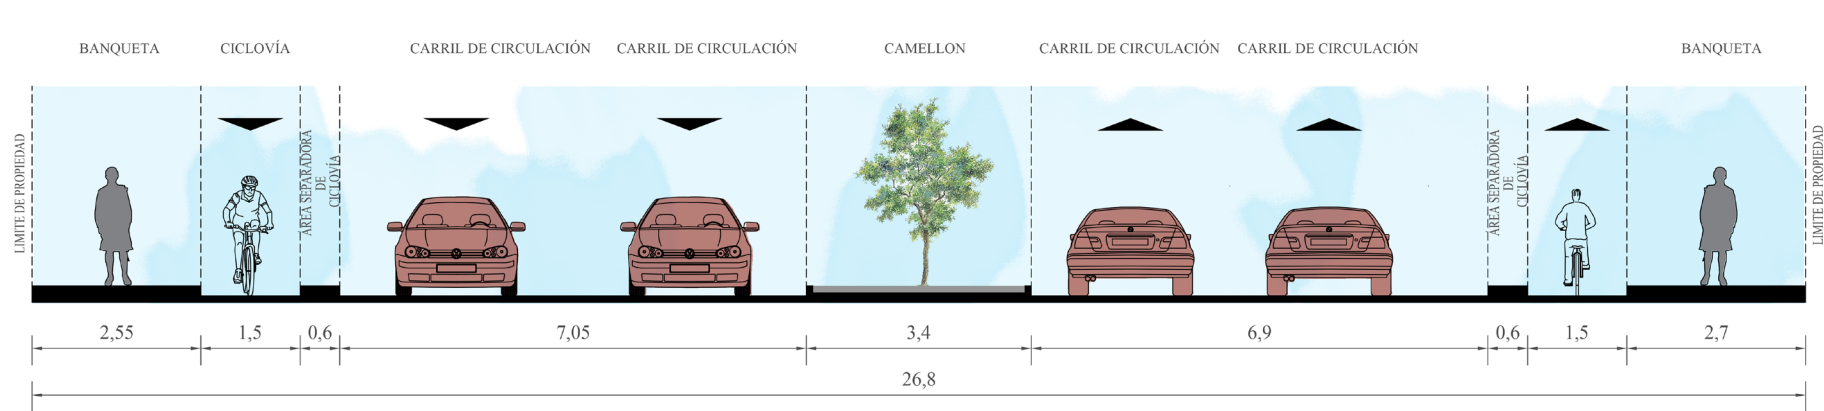 BANQUETA
CICLOVÍA
CARRIL DE CIRCULACIÓN
CARRIL DE CIRCULACIÓN
CAMELLON
CARRIL DE CIRCULACIÓN
CARRIL DE CIRCULACIÓN
BANQUETA
LIMITE DE PROPIEDAD
ÁREA SEPARADORA
DE
CICLOVÍA
ÁREA SEPARADORA
DE
CICLOVÍA
LIMITE DE PROPIEDAD
2,55
1,5
0,6
7,05
3,4
6,9
0,6
1,5
2,7
26,8